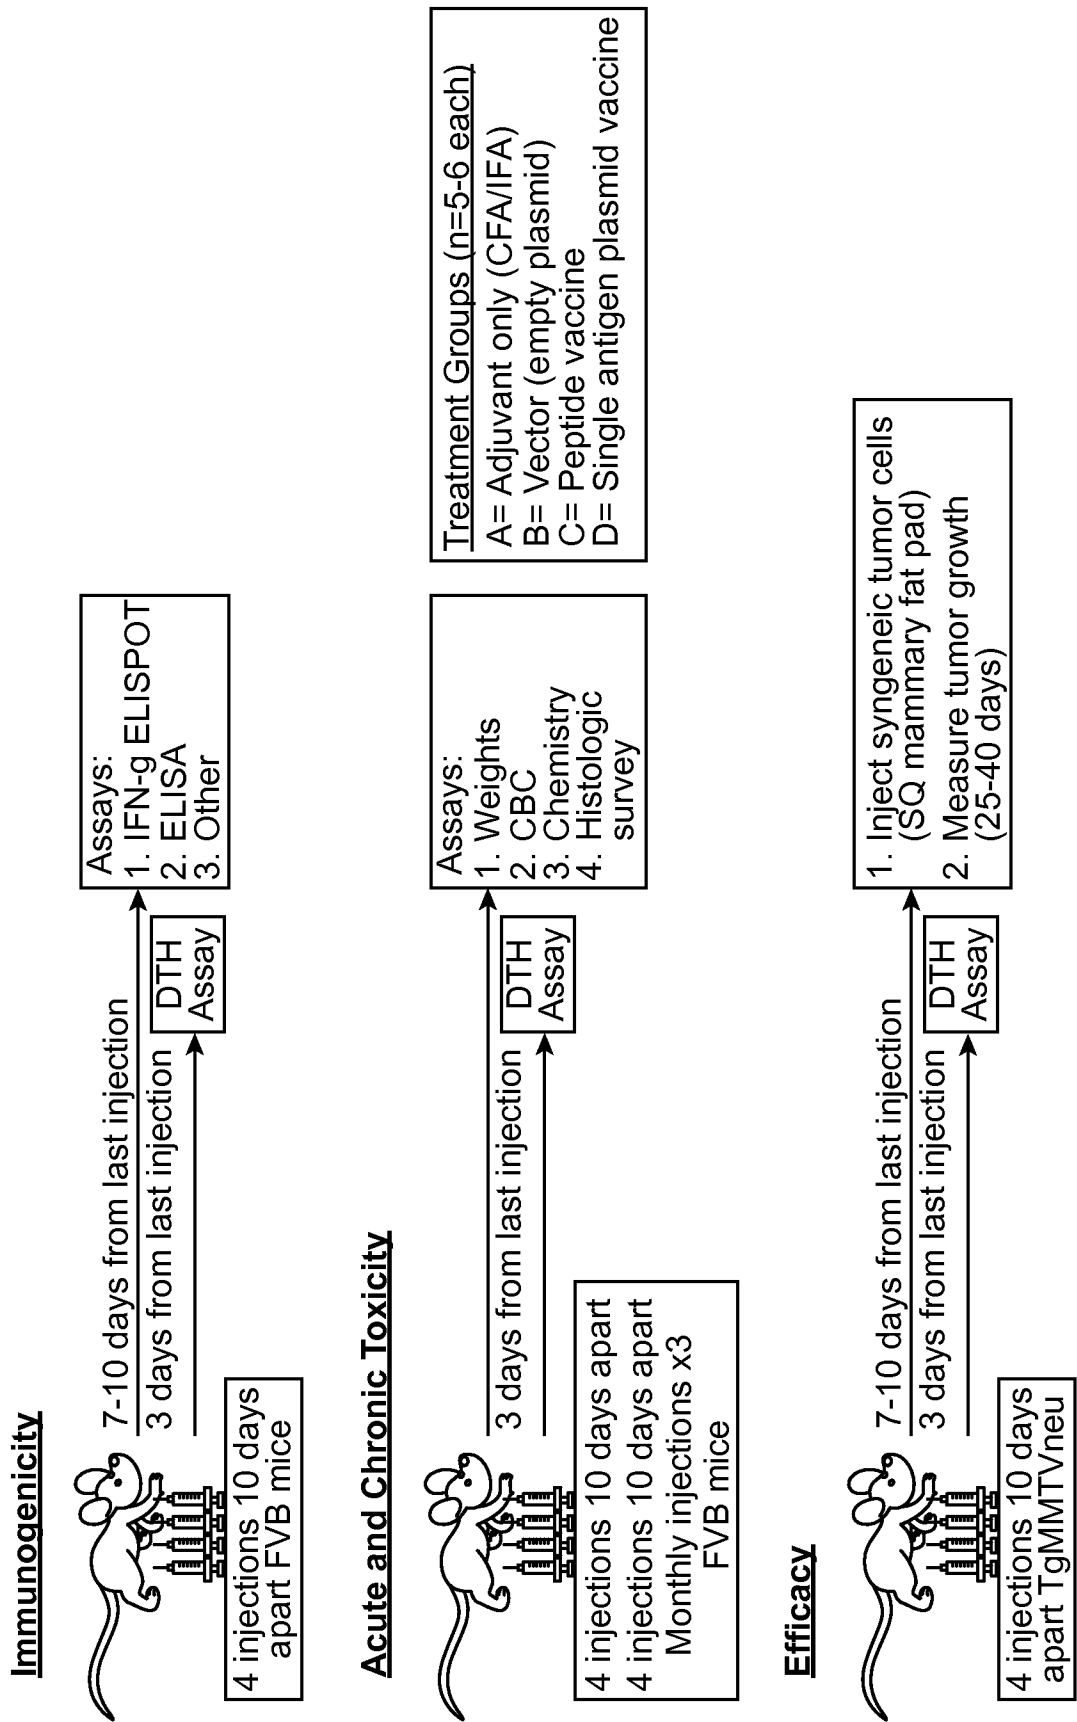 Immunogenicity
7-10 days from last injection
3 days from last injection
4 injections 10 days
apart FVB mice
DTH
Assay
Assays:
1. IFN-g ELISPOT
2. ELISA
3. Other
Acute and Chronic Toxicity
3 days from last injection
4 injections 10 days apart
4 injections 10 days apart
Monthly injections x3
FVB mice
DTH
Assay
Assays:
1. Weights
2. CBC
3. Chemistry
4. Histologic
survey
Treatment Groups (n=5-6 each)
A= Adjuvant only (CFA/IFA)
B= Vector (empty plasmid)
C= Peptide vaccine
D= Single antigen plasmid vaccine
Efficacy
7-10 days from last injection
3 days from last injection
4 injections 10 days
apart TgMMTVneu
DTH
Assay
1. Inject syngeneic tumor cells
(SQ mammary fat pad)
2. Measure tumor growth
(25-40 days)